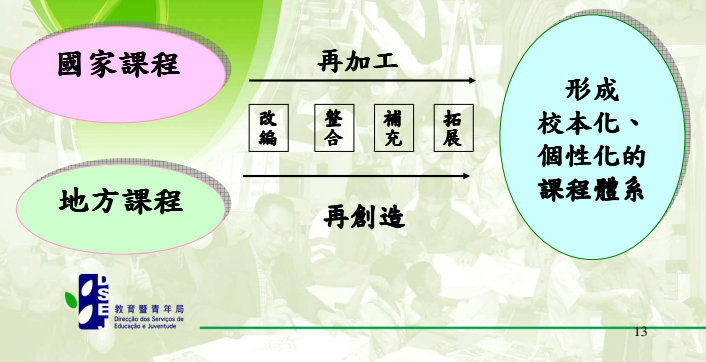 國家課程
再加工
改編
整合
補充
拓展
形成
校本化、
個性化的
課程體系
地方課程
再創造
DSEJ
教育暨青年局
Direcção dos Serviços de
Educação e Juventude
13